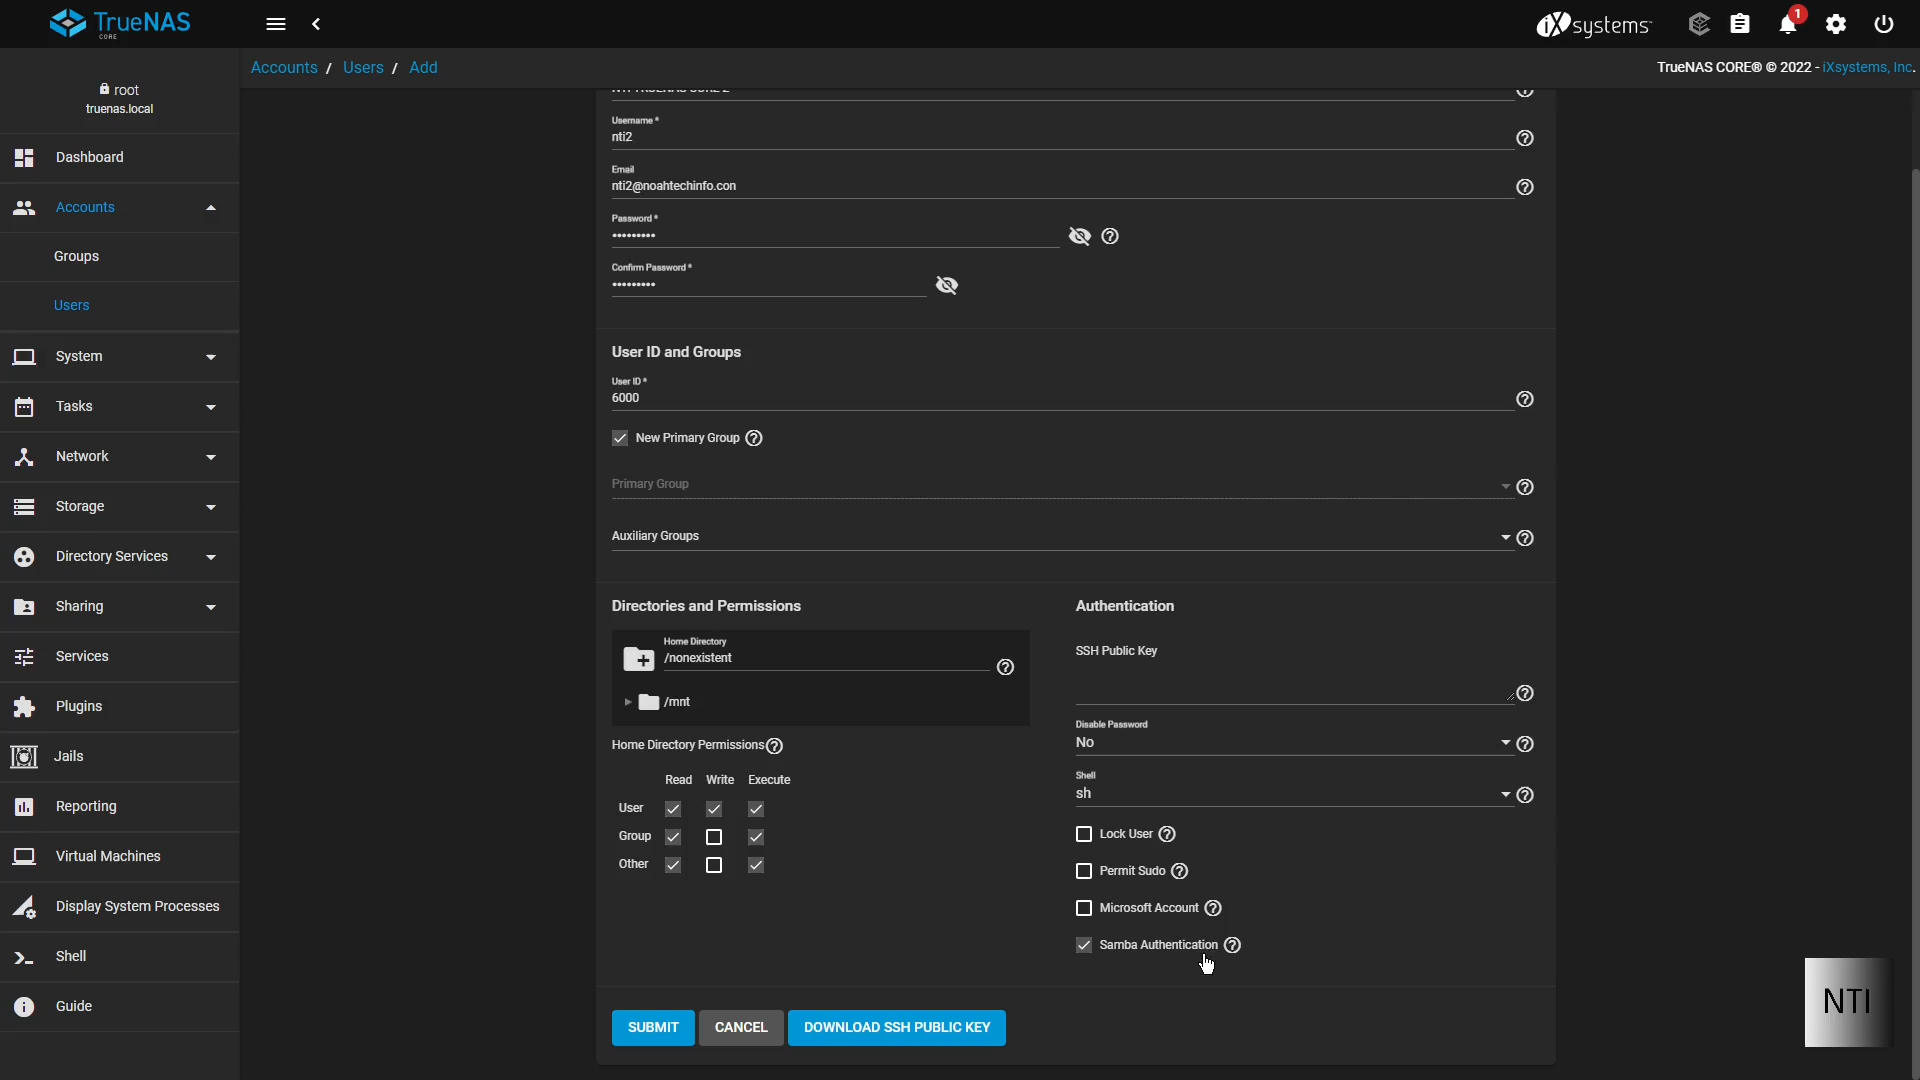 TrueNAS
CORE
iXsystems
1
Accounts / Users / Add
TrueNAS CORE® © 2022 - iXsystems, Inc.
root
truenas.local
Dashboard
Accounts
Groups
Users
System
Tasks
Network
Storage
Directory Services
Sharing
Services
Plugins
Jails
Reporting
Virtual Machines
Display System Processes
Shell
Guide
Username *
nti2
Email
nti2@noahtechinfo.con
Password *
•••••••••
Confirm Password *
•••••••••
User ID and Groups
User ID *
6000
New Primary Group
Primary Group
Auxiliary Groups
Directories and Permissions
Home Directory
/nonexistent
/mnt
Home Directory Permissions
Read Write Execute
User
Group
Other
Authentication
SSH Public Key
Disable Password
No
Shell
sh
Lock User
Permit Sudo
Microsoft Account
Samba Authentication
SUBMIT CANCEL DOWNLOAD SSH PUBLIC KEY
NTI